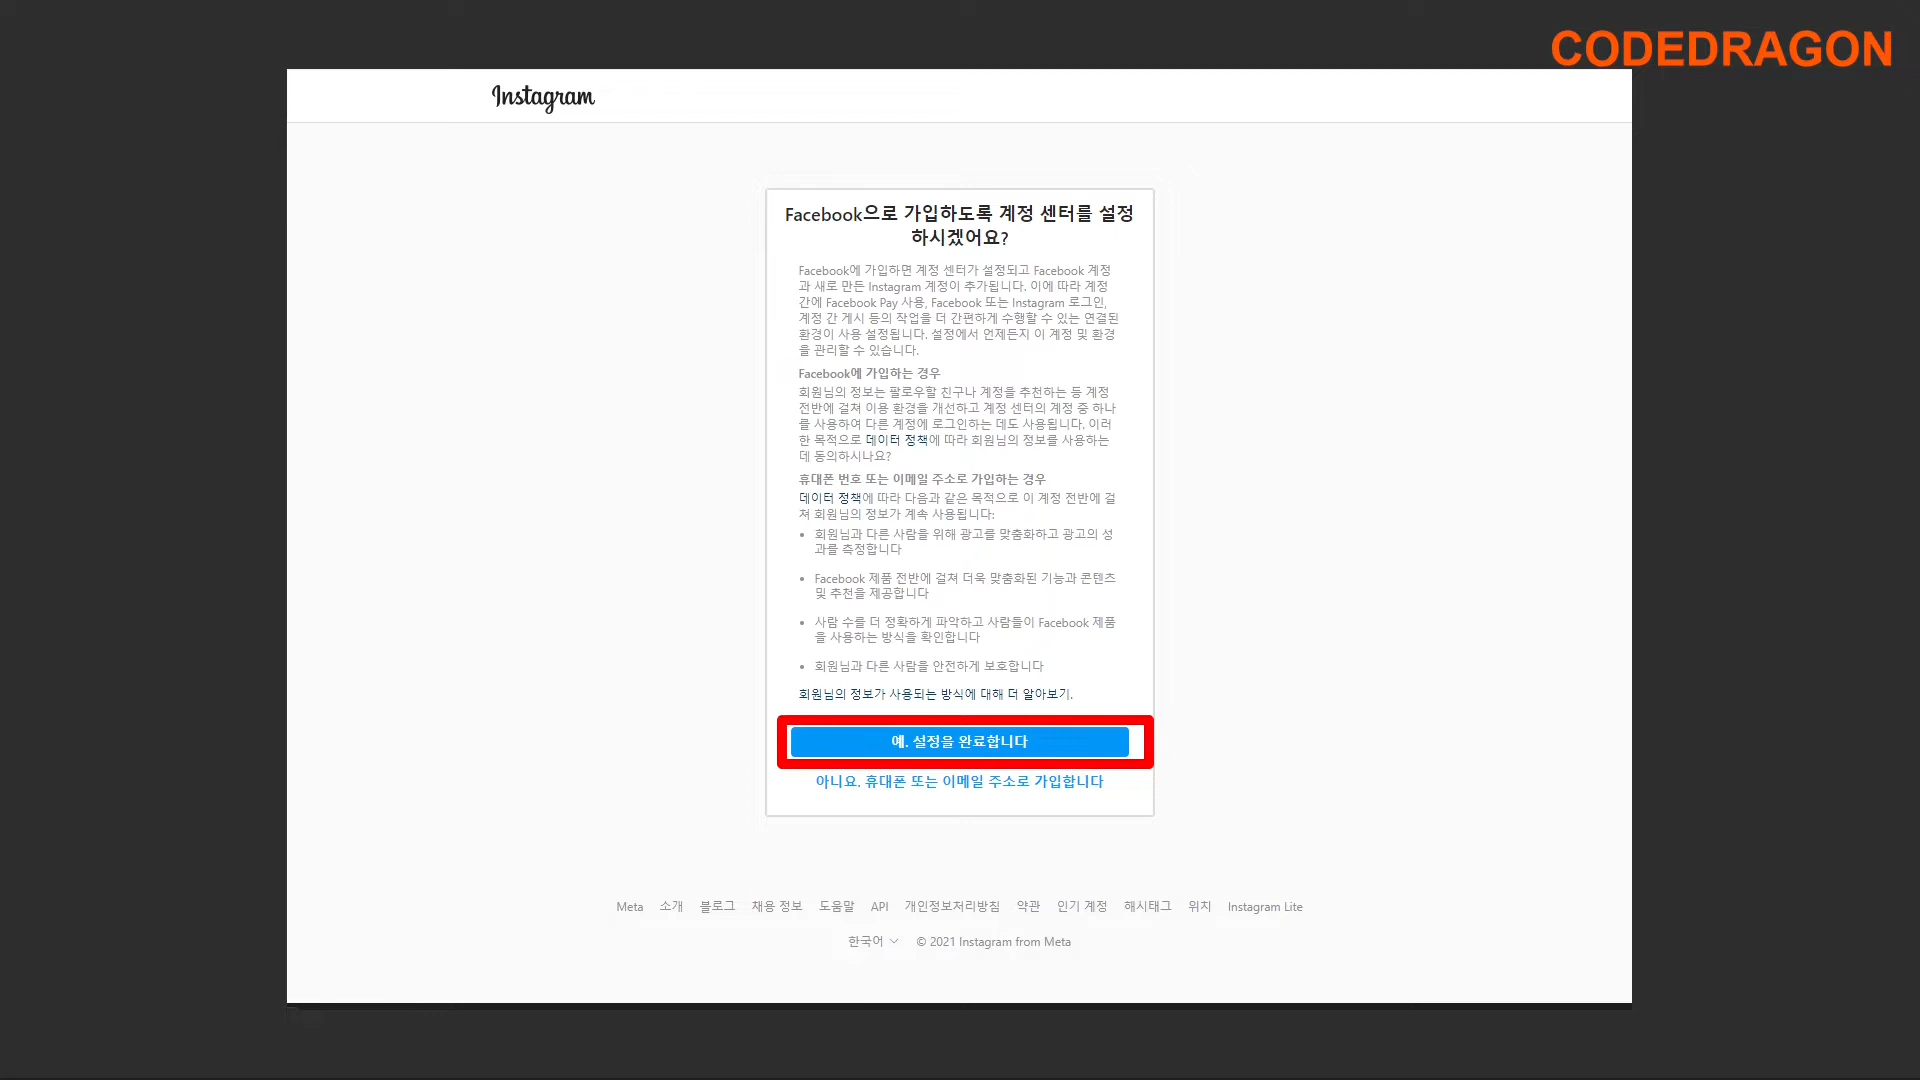 CODEDRAGON
Instagram
Facebook으로 가입하도록 계정 센터를 설정
하시겠어요?
Facebook에 가입하면 계정 센터가 설정되고 Facebook 계정
과 새로 만든 Instagram 계정이 추가됩니다. 이에 따라 계정
간에 Facebook Pay 사용, Facebook 또는 Instagram 로그인,
계정 간 게시 등의 작업을 더 간편하게 수행할 수 있는 연결된
환경이 사용 설정됩니다. 설정에서 언제든지 이 계정 및 환경
을 관리할 수 있습니다.
Facebook에 가입하는 경우
회원님의 정보는 팔로우할 친구나 계정을 추천하는 등 계정
전반에 걸쳐 이용 환경을 개선하고 계정 센터의 계정 중 하나
를 사용하여 다른 계정에 로그인하는 데도 사용됩니다. 이러
한 목적으로 데이터 정책에 따라 회원님의 정보를 사용하는
데 동의하시나요?
휴대폰 번호 또는 이메일 주소로 가입하는 경우
데이터 정책에 따라 다음과 같은 목적으로 이 계정 전반에 걸
쳐 회원님의 정보가 계속 사용됩니다:
• 회원님과 다른 사람을 위해 광고를 맞춤화하고 광고의 성
과를 측정합니다
• Facebook 제품 전반에 걸쳐 더욱 맞춤화된 기능과 콘텐츠
및 추천을 제공합니다
• 사람 수를 더 정확하게 파악하고 사람들이 Facebook 제품
을 사용하는 방식을 확인합니다
• 회원님과 다른 사람을 안전하게 보호합니다
회원님의 정보가 사용되는 방식에 대해 더 알아보기.
예. 설정을 완료합니다
아니요. 휴대폰 또는 이메일 주소로 가입합니다
Meta 소개 블로그 채용 정보 도움말 API 개인정보처리방침 약관 인기 계정 해시태그 위치 Instagram Lite
한국어 © 2021 Instagram from Meta